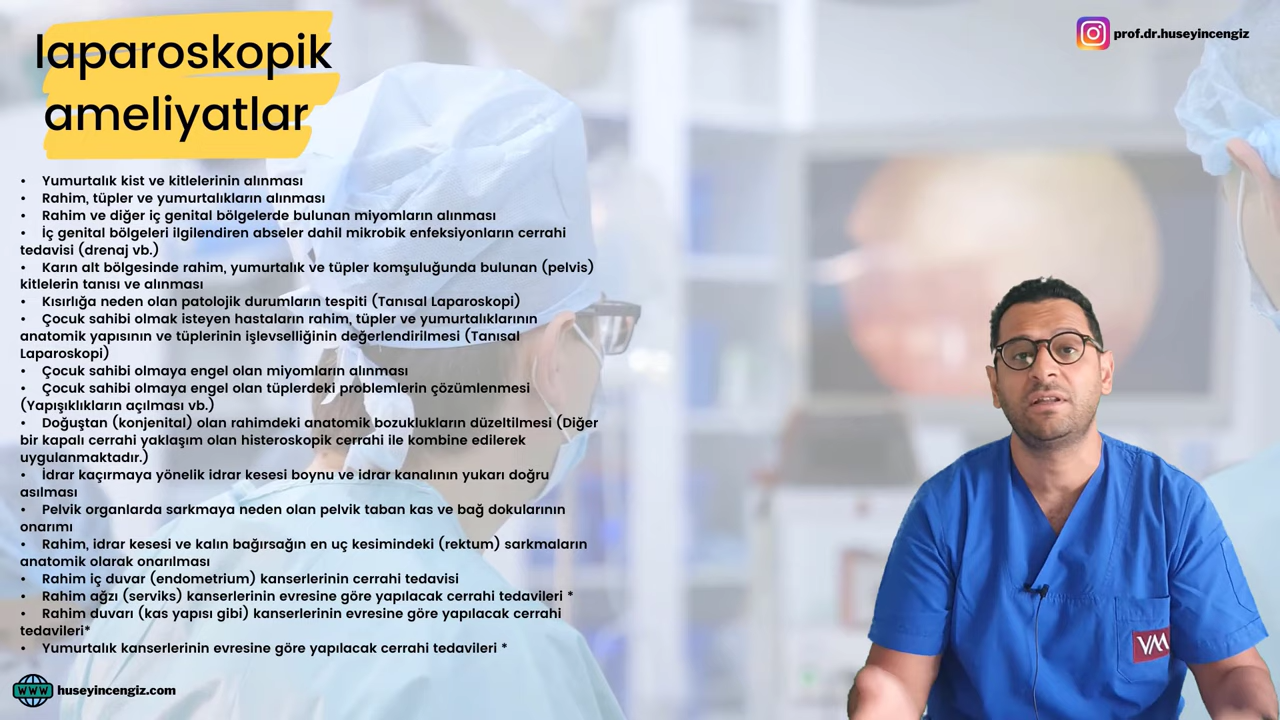 laparoskopik
ameliyatlar
prof.dr.huseyincengiz
• Yumurtalık kist ve kitlelerinin alınması
• Rahim, tüpler ve yumurtalıkların alınması
• Rahim ve diğer iç genital bölgelerde bulunan miyomların alınması
• İç genital bölgeleri ilgilendiren abseler dahil mikrobik enfeksiyonların cerrahi
tedavisi (drenaj vb.)
• Karın alt bölgesinde rahim, yumurtalık ve tüpler komşuluğunda bulunan (pelvis)
kitlelerin tanısı ve alınması
• Kısırlığa neden olan patolojik durumların tespiti (Tanısal Laparoskopi)
• Çocuk sahibi olmak isteyen hastaların rahim, tüpler ve yumurtalıklarının
anatomik yapısının ve tüplerinin işlevselliğinin değerlendirilmesi (Tanısal
Laparoskopi)
• Çocuk sahibi olmaya engel olan miyomların alınması
• Çocuk sahibi olmaya engel olan tüplerdeki problemlerin çözümlenmesi
(Yapışıklıkların açılması vb.)
• Doğuştan (konjenital) olan rahimdeki anatomik bozuklukların düzeltilmesi (Diğer
bir kapalı cerrahi yaklaşım olan histeroskopik cerrahi ile kombine edilerek
uygulanmaktadır.)
• İdrar kaçırmaya yönelik idrar kesesi boynu ve idrar kanalının yukarı doğru
asılması
• Pelvik organlarda sarkmaya neden olan pelvik taban kas ve bağ dokularının
onarımı
• Rahim, idrar kesesi ve kalın bağırsağın en uç kesimindeki (rektum) sarkmaların
anatomik olarak onarılması
• Rahim iç duvar (endometrium) kanserlerinin cerrahi tedavisi
• Rahim ağzı (serviks) kanserlerinin evresine göre yapılacak cerrahi tedavileri *
• Rahim duvarı (kas yapısı gibi) kanserlerinin evresine göre yapılacak cerrahi
tedavileri*
• Yumurtalık kanserlerinin evresine göre yapılacak cerrahi tedavileri *
VM
WWW huseyincengiz.com